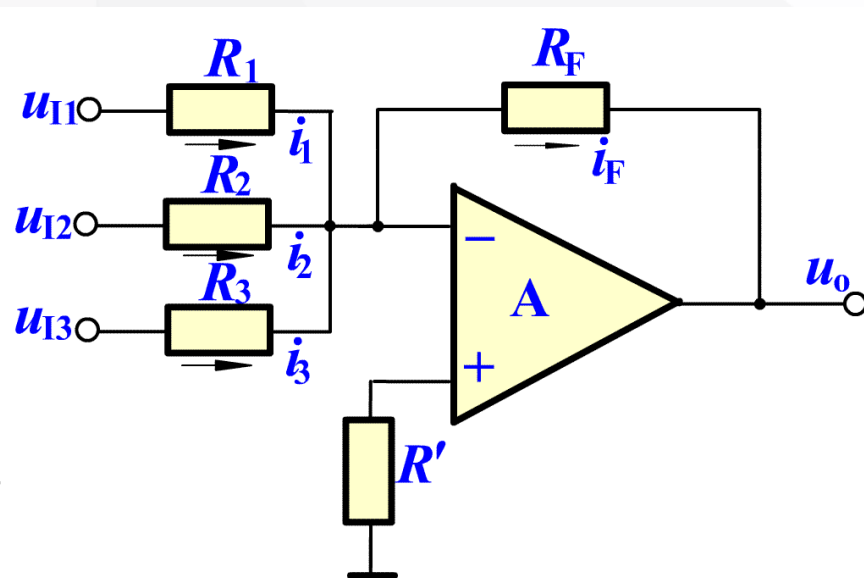 R1
RF
uI1
i1
iF
R2
uI2
i2
−
R3
A
uo
uI3
i3
+
R′